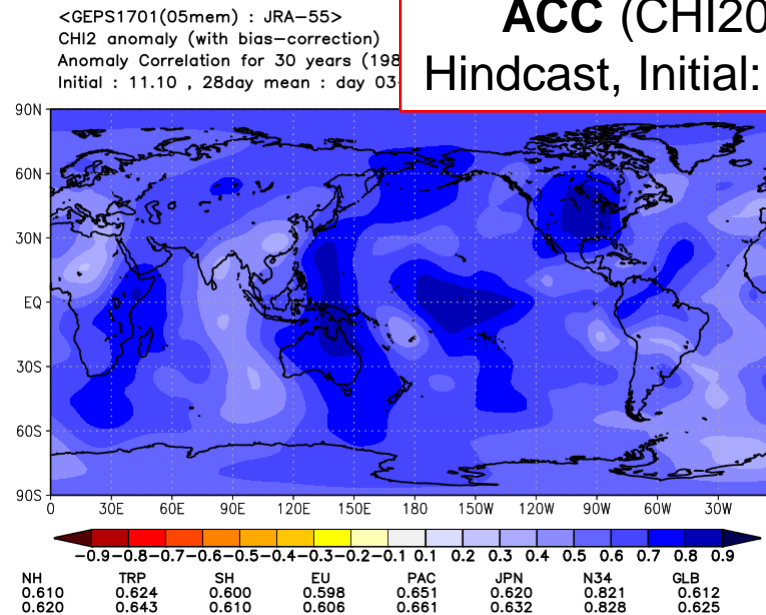 <GEPS1701(05mem) : JRA-55>
CHI2 anomaly (with bias-correction)
Anomaly Correlation for 30 years (198
Initial : 11.10 , 28day mean : day 03-
ACC (CHI20
Hindcast, Initial:
90N
60N
30N
EQ
30S
60S
90S
0 30E 60E 90E 120E 150E 180 150W 120W 90W 60W 30W
-0.9 -0.8 -0.7 -0.6 -0.5 -0.4 -0.3 -0.2 -0.1 0.1 0.2 0.3 0.4 0.5 0.6 0.7 0.8 0.9
NH TRP SH EU PAC JPN N34 GLB
0.610 0.624 0.600 0.598 0.651 0.620 0.821 0.612
0.620 0.643 0.610 0.606 0.661 0.632 0.828 0.625